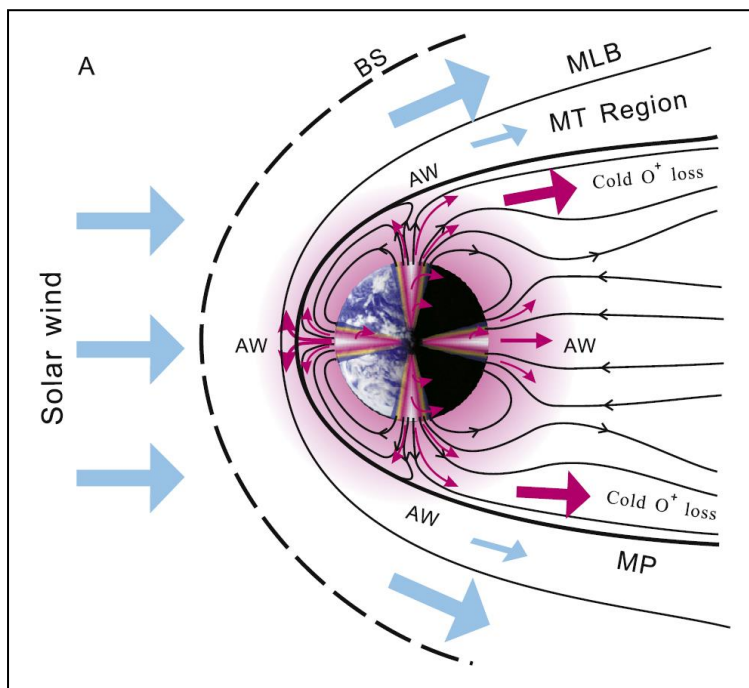 A
BS
MLB
MT Region
AW
Cold O⁺ loss
Solar wind
AW
AW
Cold O⁺ loss
AW
MP